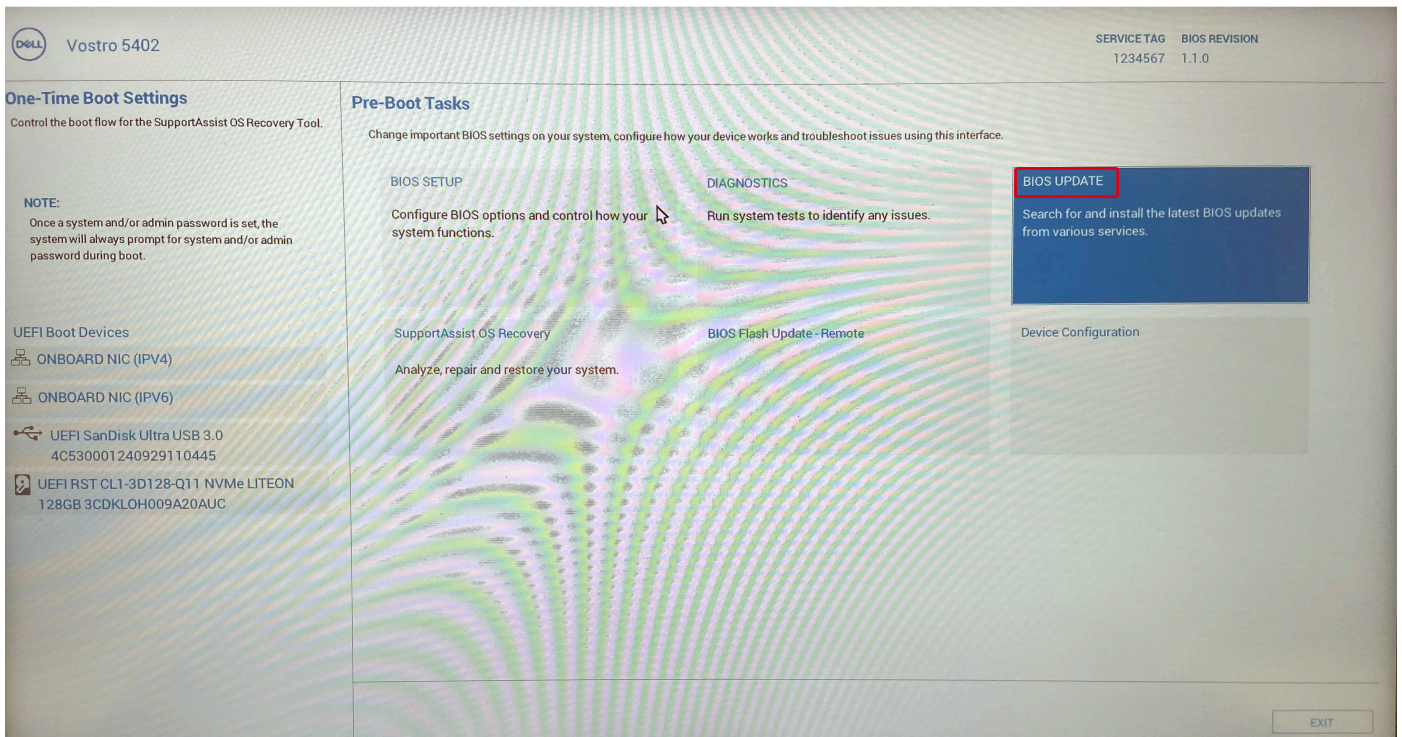 DELL
Vostro 5402
SERVICE TAG
BIOS REVISION
1234567
1.1.0
One-Time Boot Settings
Control the boot flow for the SupportAssist OS Recovery Tool.
NOTE:
Once a system and/or admin password is set, the
system will always prompt for system and/or admin
password during boot.
UEFI Boot Devices
ONBOARD NIC (IPV4)
ONBOARD NIC (IPV6)
UEFI SanDisk Ultra USB 3.0
4C530001240929110445
UEFI RST CL1-3D128-Q11 NVMe LITEON
128GB 3CDKLOH009A20AUC
Pre-Boot Tasks
Change important BIOS settings on your system, configure how your device works and troubleshoot issues using this interface.
BIOS SETUP
Configure BIOS options and control how your
system functions.
DIAGNOSTICS
Run system tests to identify any issues.
BIOS UPDATE
Search for and install the latest BIOS updates
from various services.
SupportAssist OS Recovery
Analyze, repair and restore your system.
BIOS Flash Update - Remote
Device Configuration
EXIT